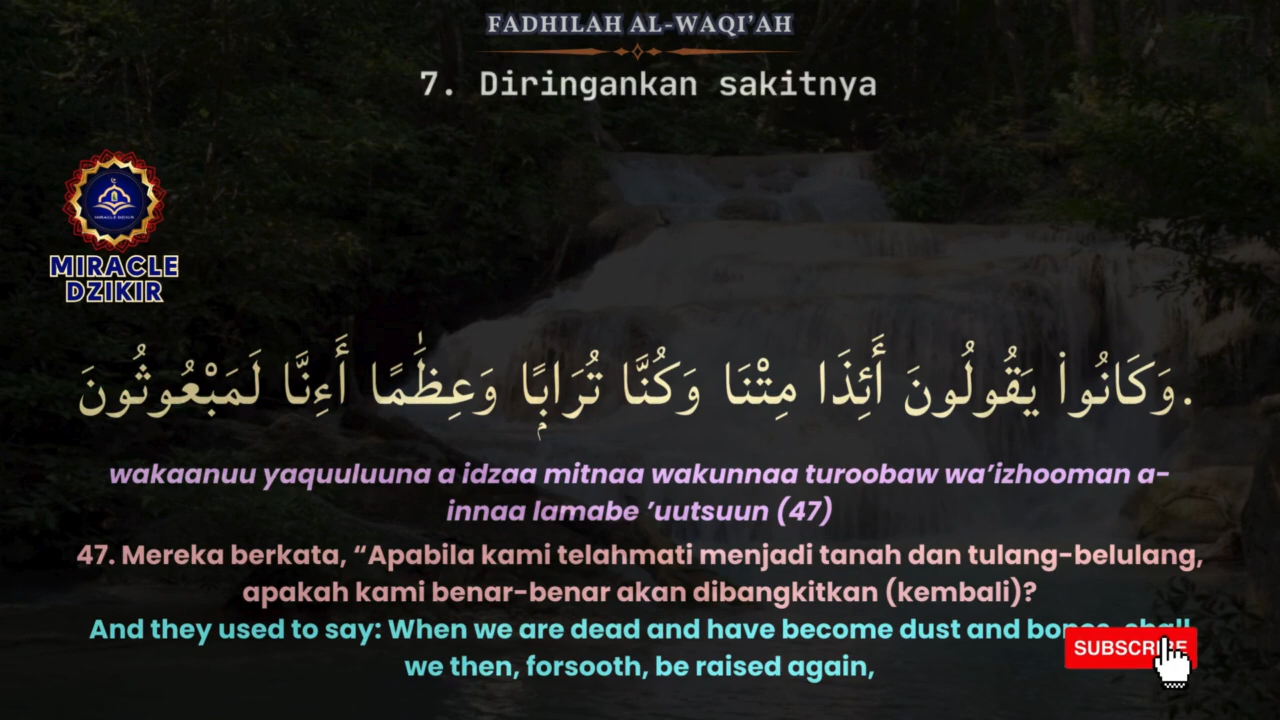 FADHILAH AL-WAQI’AH
7. Diringankan sakitnya
MIRACLE
DZIKIR
.وَكَانُوا۟ يَقُولُونَ أَئِذَا مِتْنَا وَكُنَّا تُرَابًۭا وَعِظَٰمًا أَءِنَّا لَمَبْعُوثُونَ
wakaanuu yaquuluuna a idzaa mitnaa wakunnaa turoobaw wa’izhooman a-
innaa lamabe ’uutsuun (47)
47. Mereka berkata, “Apabila kami telahmati menjadi tanah dan tulang-belulang,
apakah kami benar-benar akan dibangkitkan (kembali)?
And they used to say: When we are dead and have become dust and
we then, forsooth, be raised again,